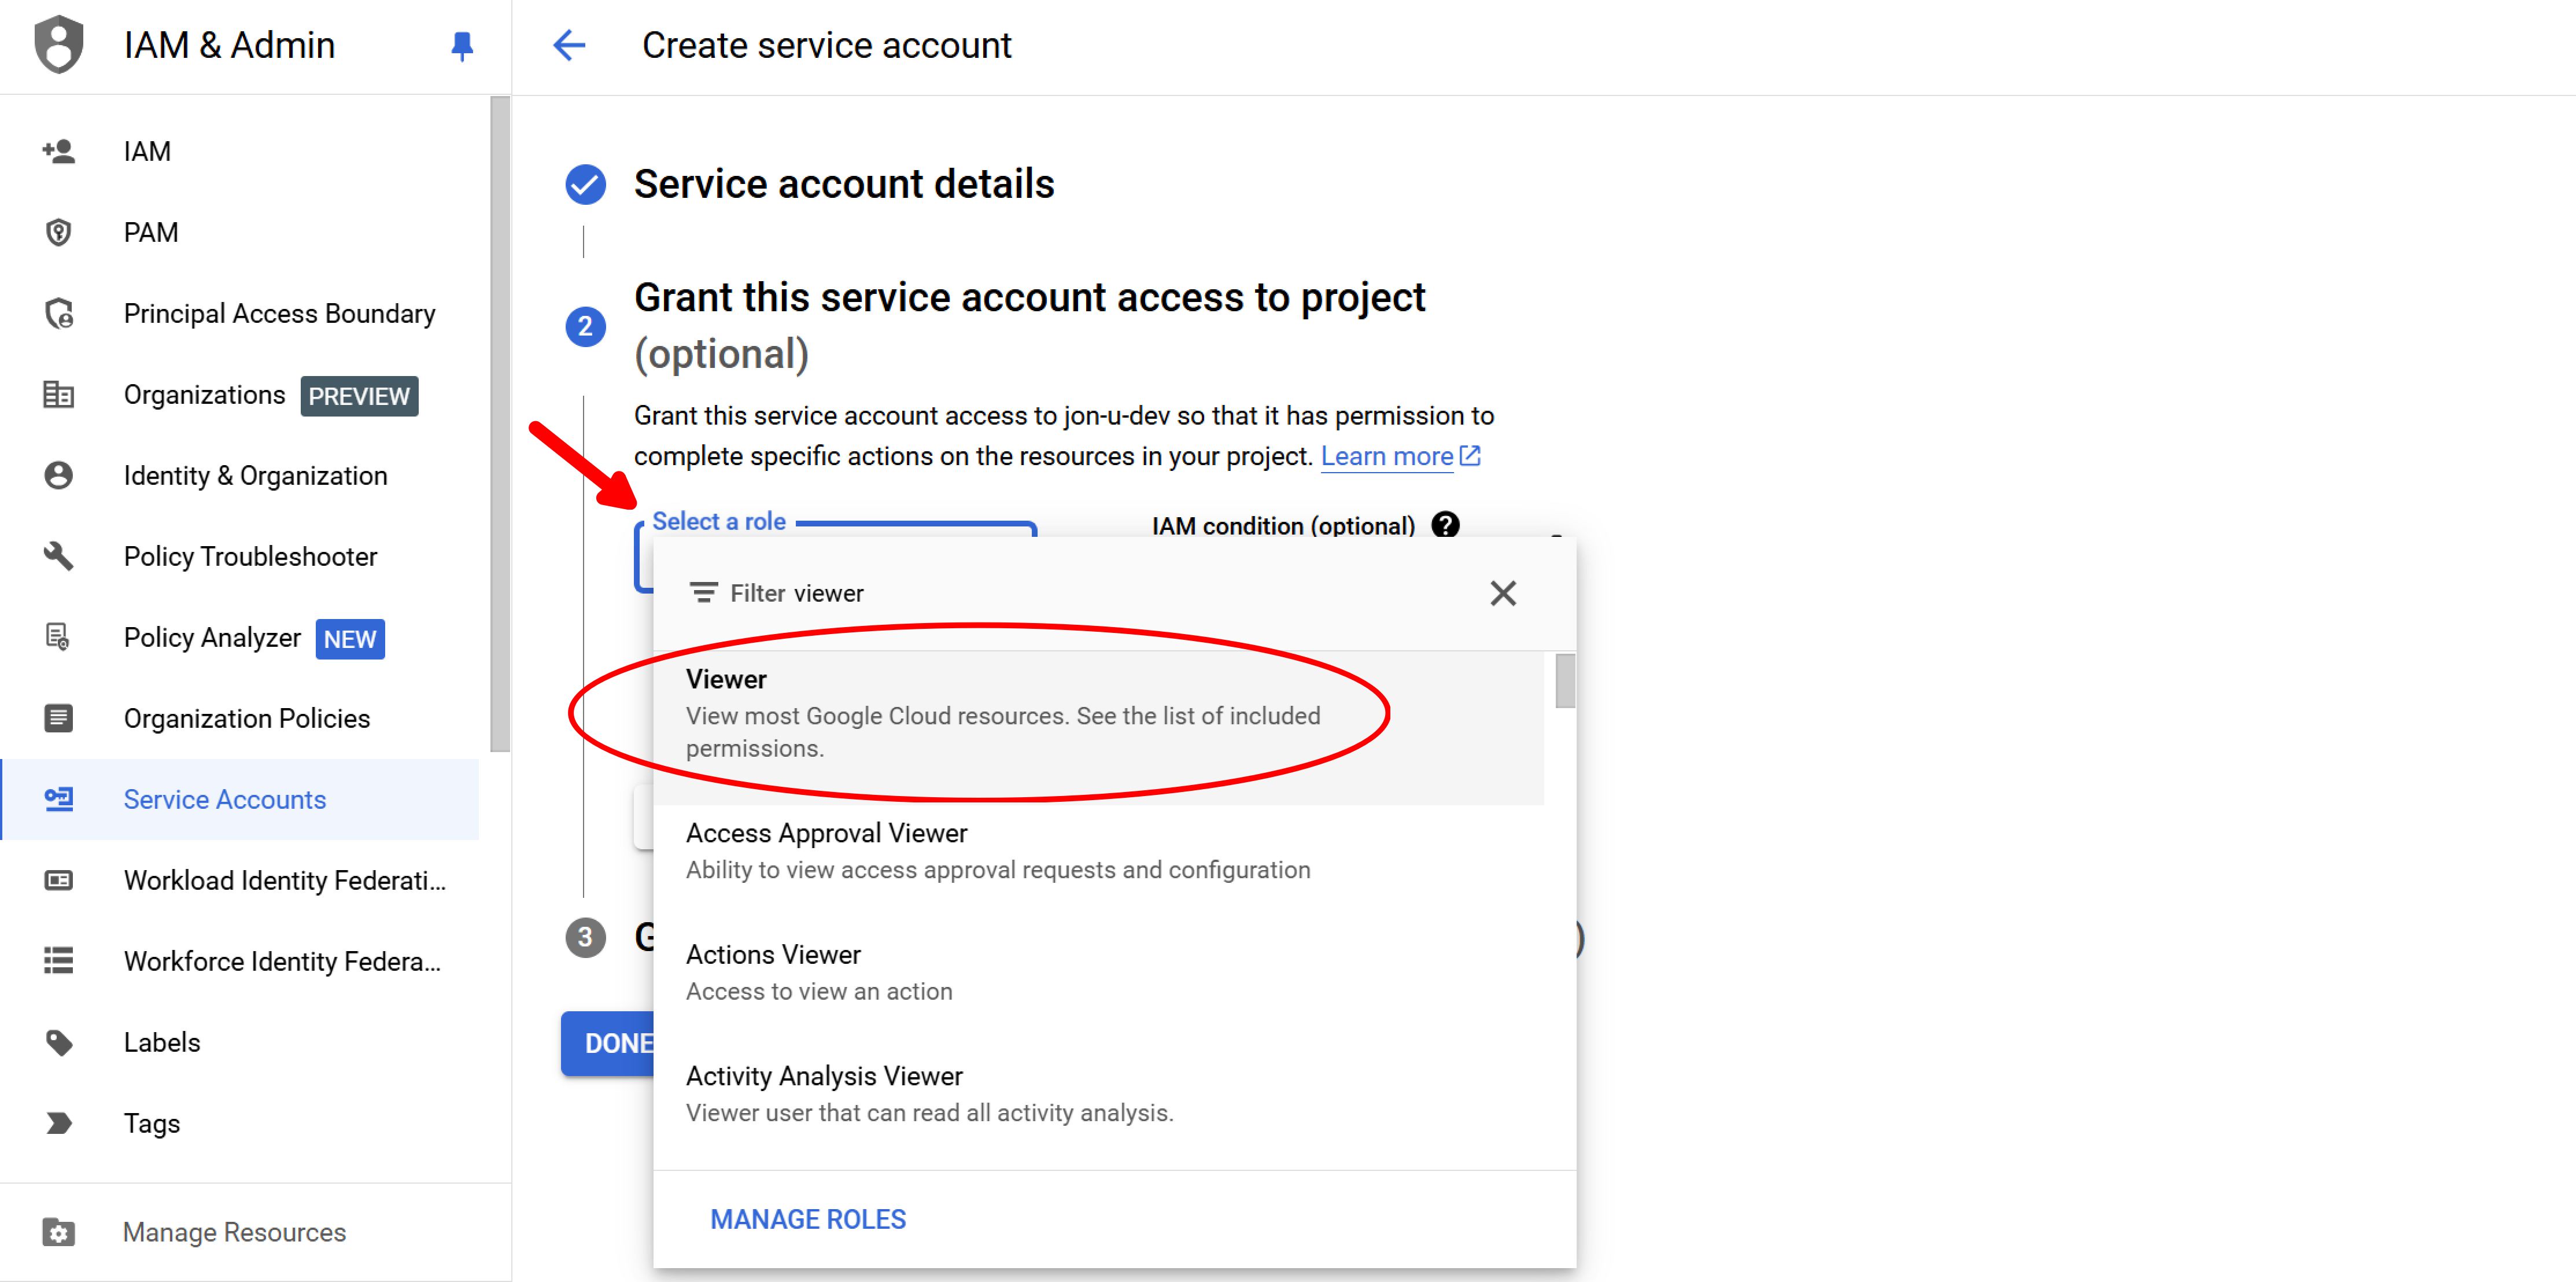 IAM & Admin
IAM
PAM
Principal Access Boundary
Organizations PREVIEW
Identity & Organization
Policy Troubleshooter
Policy Analyzer NEW
Organization Policies
Service Accounts
Workload Identity Federati...
Workforce Identity Federa...
Labels
Tags
Manage Resources
Create service account
Service account details
2
Grant this service account access to project
(optional)
Grant this service account access to jon-u-dev so that it has permission to
complete specific actions on the resources in your project. Learn more
Select a role
IAM condition (optional)
Filter viewer
Viewer
View most Google Cloud resources. See the list of included
permissions.
Access Approval Viewer
Ability to view access approval requests and configuration
Actions Viewer
Access to view an action
Activity Analysis Viewer
Viewer user that can read all activity analysis.
MANAGE ROLES
3
DONE